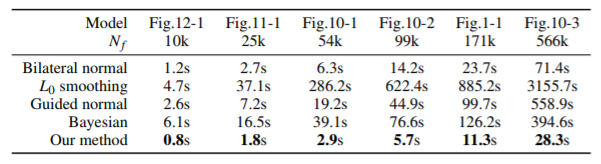 Model Fig.12-1 Fig.11-1 Fig.10-1 Fig.10-2 Fig.1-1 Fig.10-3
Nf 10k 25k 54k 99k 171k 566k
Bilateral normal 1.2s 2.7s 6.3s 14.2s 23.7s 71.4s
L0 smoothing 4.7s 37.1s 286.2s 622.4s 885.2s 3155.7s
Guided normal 2.6s 7.2s 19.2s 44.9s 99.7s 558.9s
Bayesian 6.1s 16.5s 39.1s 76.6s 126.2s 394.6s
Our method 0.8s 1.8s 2.9s 5.7s 11.3s 28.3s